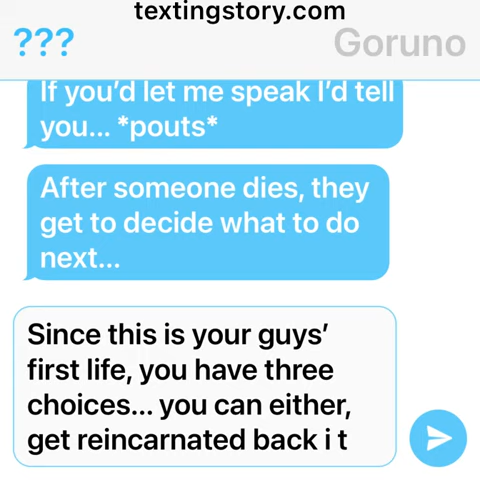 textingstory.com
??? Goruno
If you'd let me speak I'd tell
you... *pouts*
After someone dies, they
get to decide what to do
next...
Since this is your guys'
first life, you have three
choices... you can either,
get reincarnated back i t